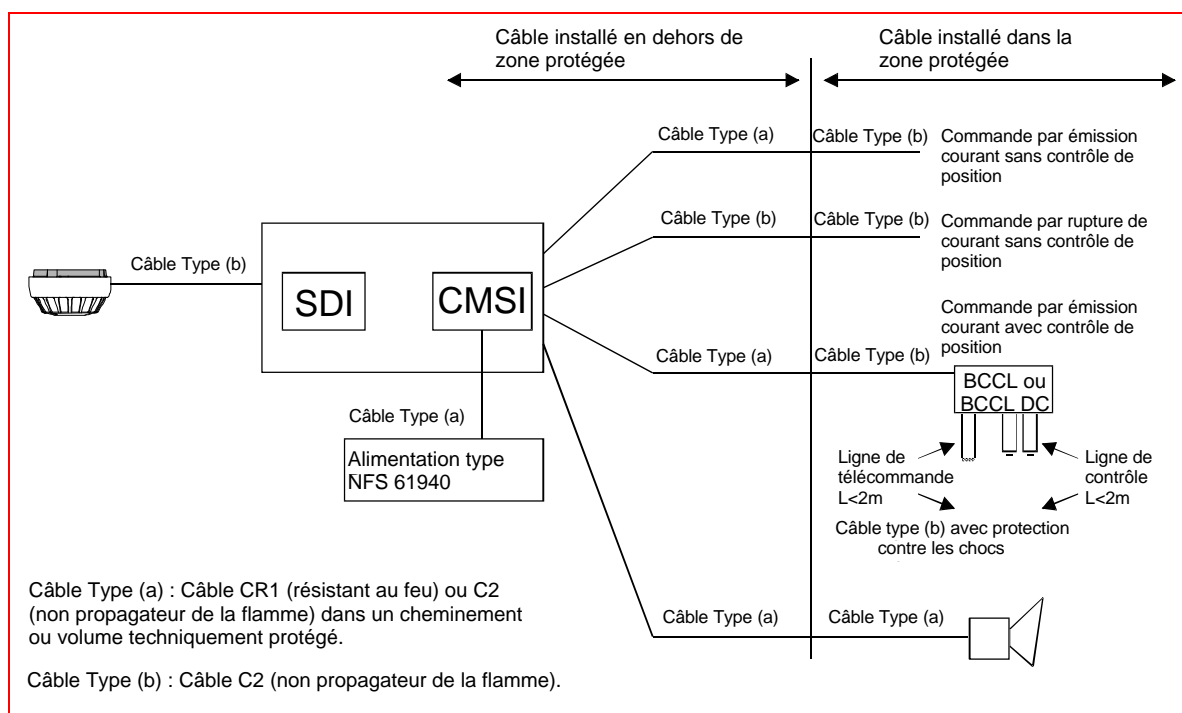 Câble installé en dehors de
zone protégée
Câble installé dans la
zone protégée
Câble Type (a)
Câble Type (b)
Commande par émission
courant sans contrôle de
position
Câble Type (b)
Câble Type (b)
Commande par rupture de
courant sans contrôle de
position
Câble Type (b)
SDI
CMSI
Commande par émission
courant avec contrôle de
position
Câble Type (a)
Câble Type (b)
BCCL ou
BCCL DC
Câble Type (a)
Alimentation type
NFS 61940
Ligne de
télécommande
L<2m
Ligne de
contrôle
L<2m
Câble type (b) avec protection
contre les chocs
Câble Type (a) : Câble CR1 (résistant au feu) ou C2
(non propagateur de la flamme) dans un cheminement
ou volume techniquement protégé.
Câble Type (a)
Câble Type (a)
Câble Type (b) : Câble C2 (non propagateur de la flamme).